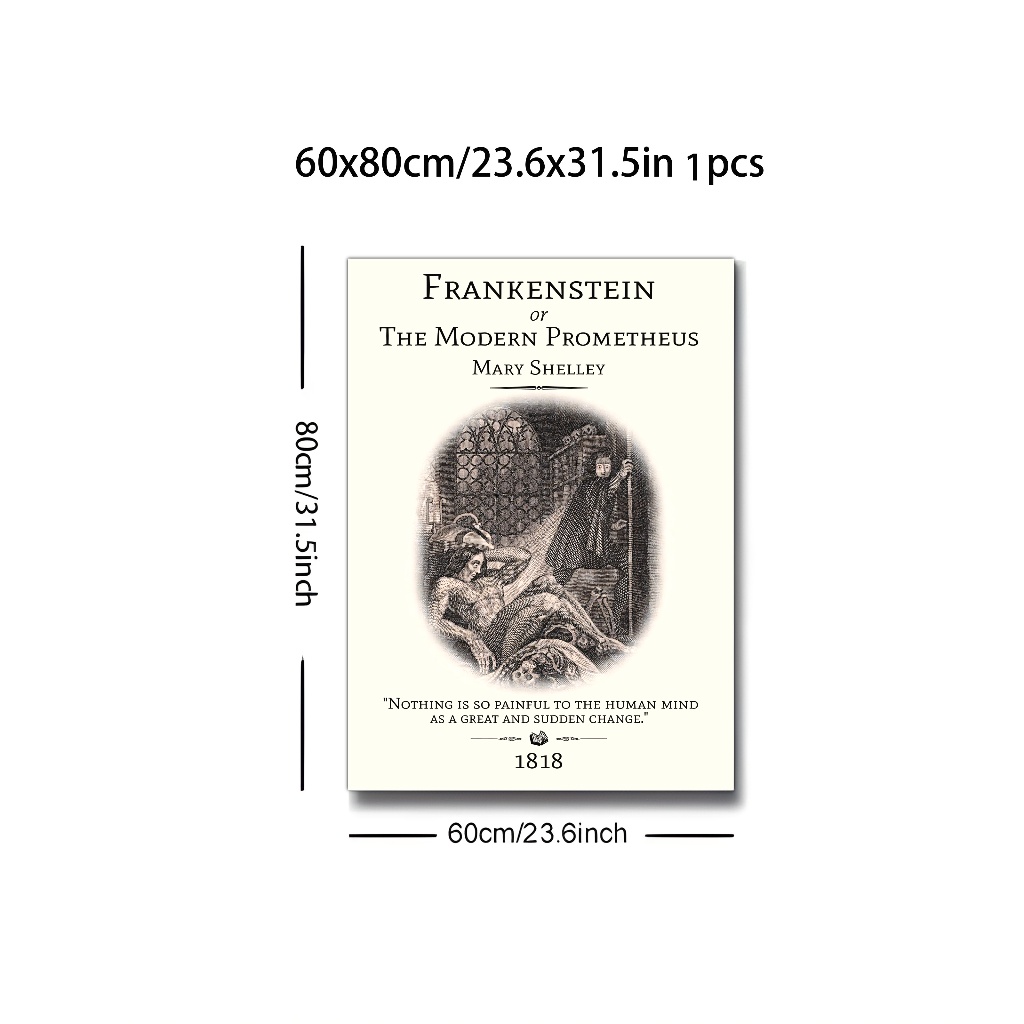 60x80cm/23.6x31.5in 1pcs
FRANKENSTEIN
or
THE MODERN PROMETHEUS
MARY SHELLEY
80cm/31.5inch
"NOTHING IS SO PAINFUL TO THE HUMAN MIND
AS A GREAT AND SUDDEN CHANGE."
1818
60cm/23.6inch